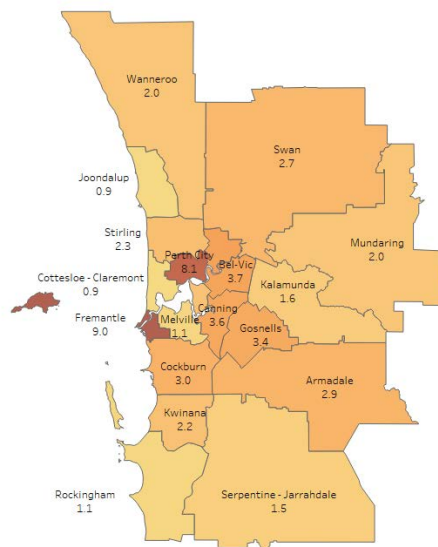 Wanneroo
2.0
Swan
2.7
Joondalup
0.9
Stirling
2.3
Mundaring
2.0
Perth City
8.1
Bel-Vic
3.7
Cottesloe - Claremont
0.9
Kalamunda
1.6
Fremantle
9.0
Melville
1.1
Canning
3.6
Gosnells
3.4
Cockburn
3.0
Armadale
2.9
Kwinana
2.2
Rockingham
1.1
Serpentine - Jarrahdale
1.5